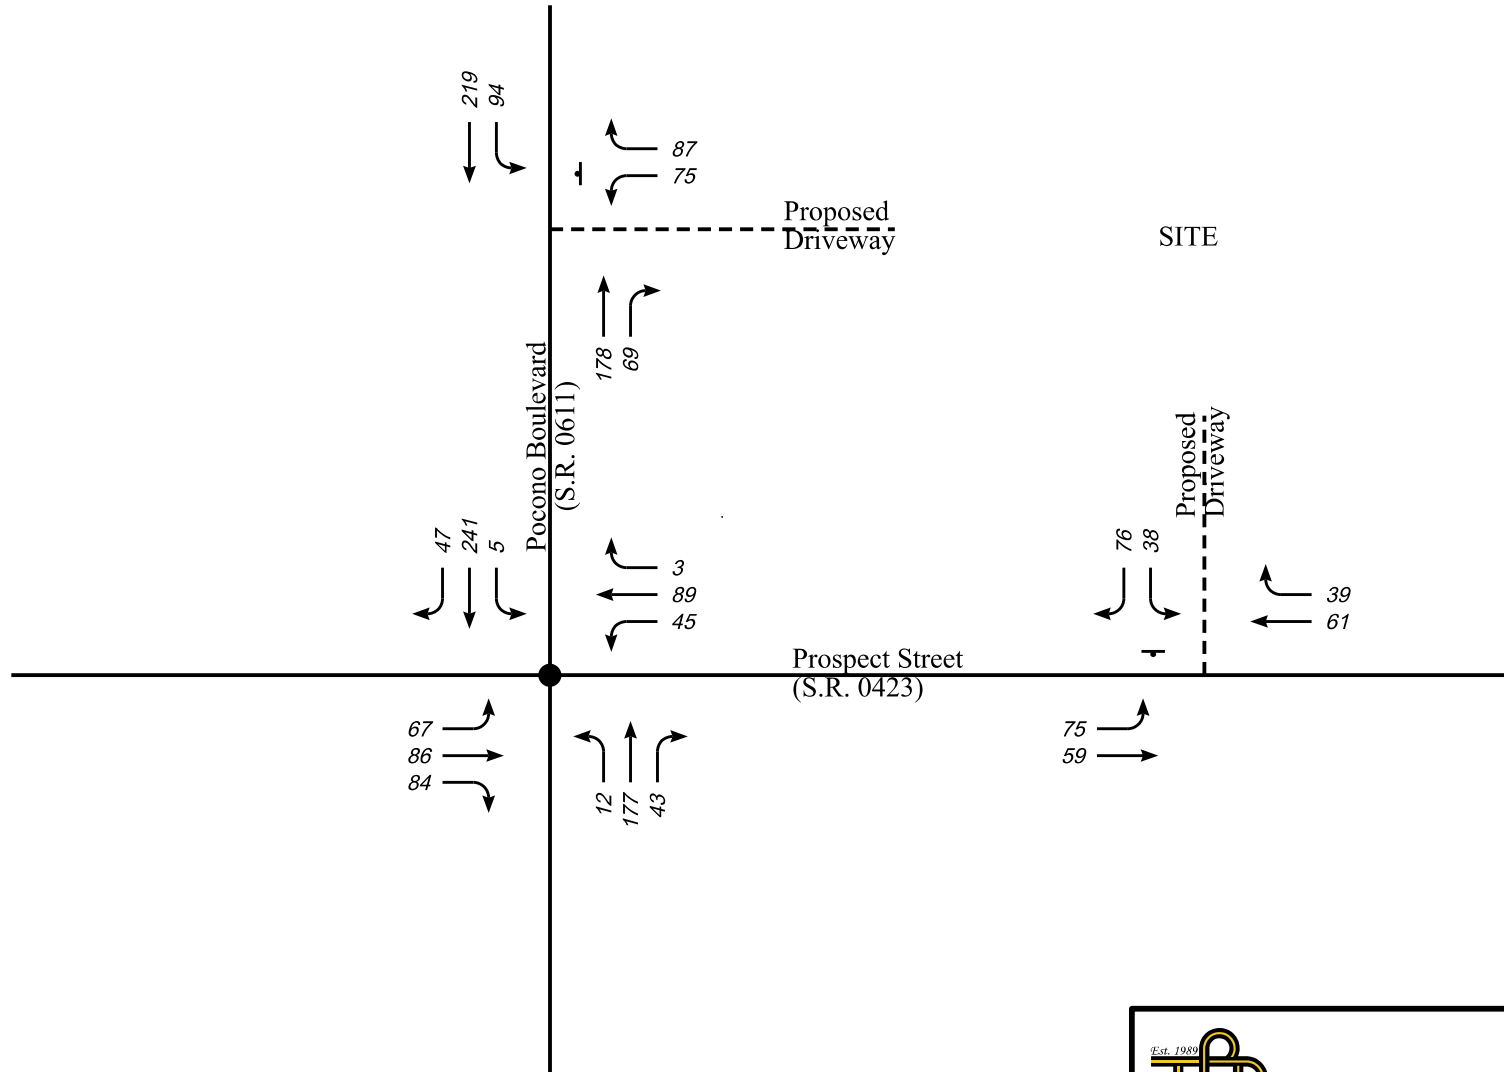 219
94
87
75
Proposed
Driveway
SITE
178
69
Pocono Boulevard
(S.R. 0611)
Proposed
Driveway
47
241
5
3
89
45
76
38
39
61
Prospect Street
(S.R. 0423)
67
86
84
12
177
43
75
59
Est. 1989